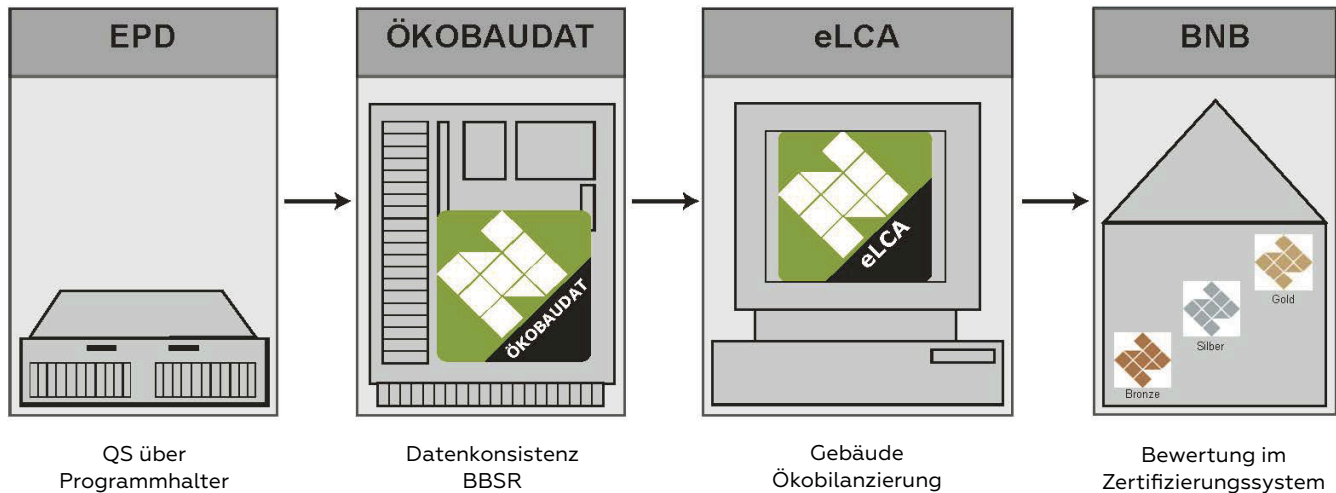 EPD
QS über
Programmhalter
ÖKOBAUDAT
ÖKOBAUDAT
Datenkonsistenz
BBSR
eLCA
eLCA
Gebäude
Ökobilanzierung
BNB
Gold
Silber
Bronze
Bewertung im
Zertifizierungssystem